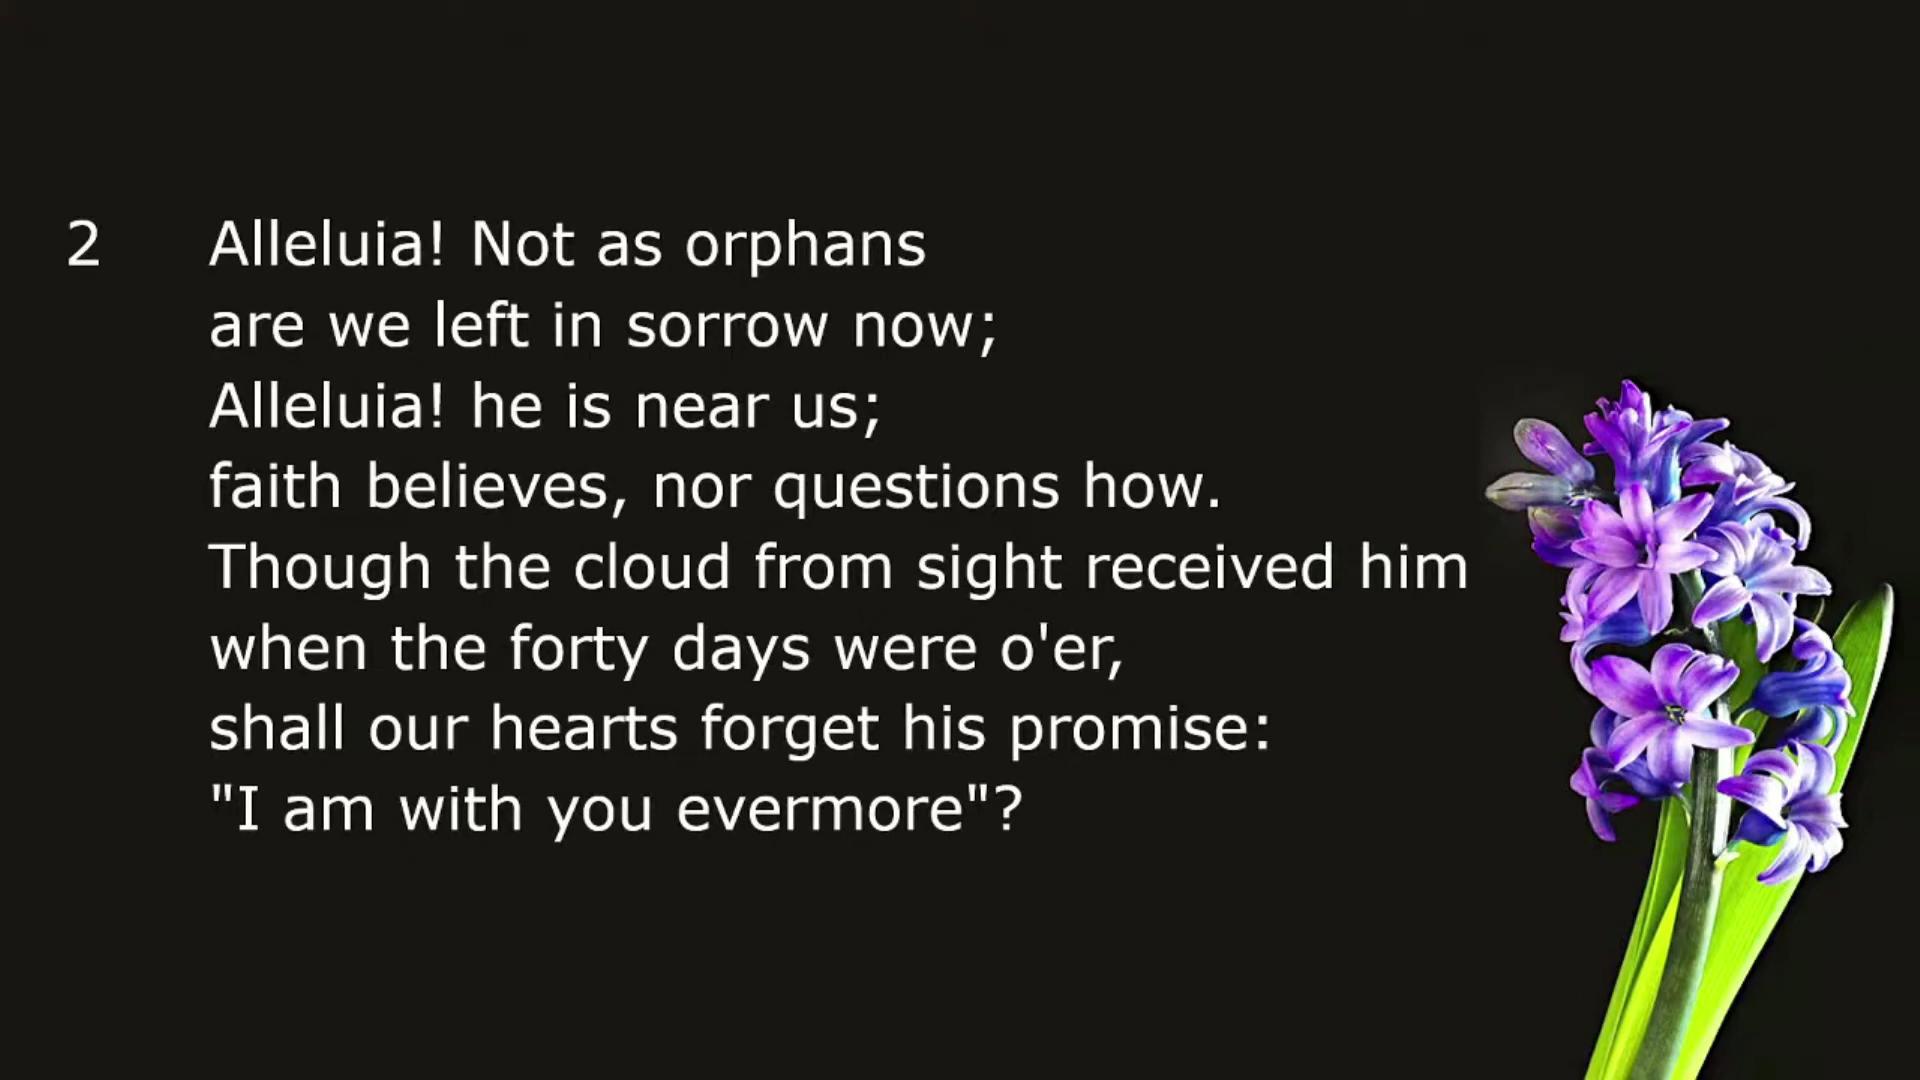 2 Alleluia! Not as orphans
are we left in sorrow now;
Alleluia! he is near us;
faith believes, nor questions how.
Though the cloud from sight received him
when the forty days were o'er,
shall our hearts forget his promise:
"I am with you evermore"?